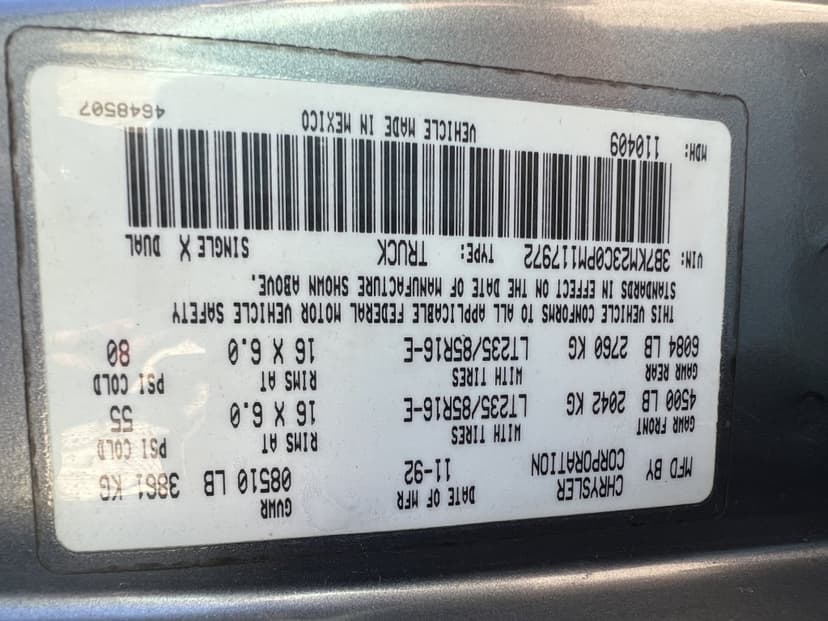 MFD BY CHRYSLER CORPORATION DATE OF MFR 11-92 GVWR 08510 LB 3861 KG
GAWR FRONT WITH TIRES RIMS AT PSI COLD
4500 LB 2042 KG LT235/85R16-E 16 X 6.0 55
GAWR REAR WITH TIRES RIMS AT PSI COLD
6084 LB 2760 KG LT235/85R16-E 16 X 6.0 80
THIS VEHICLE CONFORMS TO ALL APPLICABLE FEDERAL MOTOR VEHICLE SAFETY
STANDARDS IN EFFECT ON THE DATE OF MANUFACTURE SHOWN ABOVE.
VIN: 3B7KM23C0PM117972 TYPE: TRUCK SINGLE X DUAL
MDH: 110409 VEHICLE MADE IN MEXICO 4648507